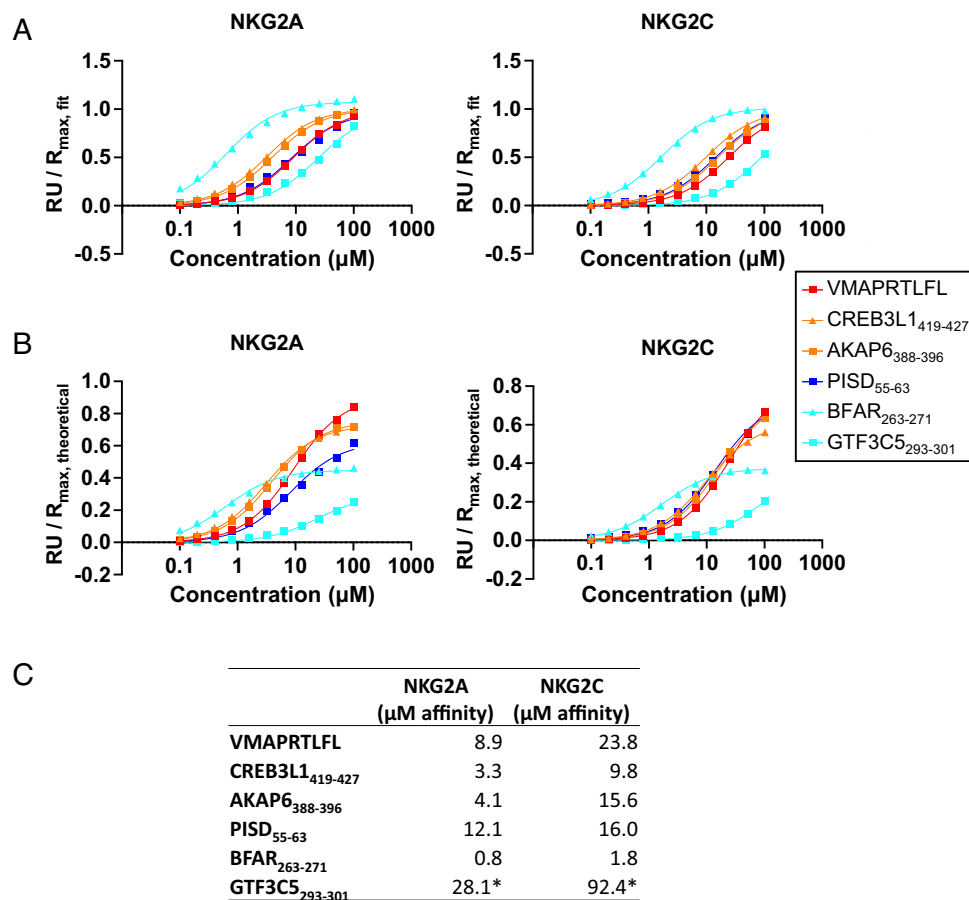 A
NKG2A
NKG2C
RU / Rmax, fit
1.5
1.0
0.5
0.0
-0.5
0.1 1 10 100 1000
Concentration (µM)
RU / Rmax, fit
1.5
1.0
0.5
0.0
-0.5
0.1 1 10 100 1000
Concentration (µM)
VMAPRTLFL
CREB3L1419-427
AKAP6388-396
PISD55-63
BFAR263-271
GTF3C5293-301
B
NKG2A
NKG2C
RU / Rmax, theoretical
1.0
0.8
0.6
0.4
0.2
0.0
-0.2
0.1 1 10 100 1000
Concentration (µM)
RU / Rmax, theoretical
0.8
0.6
0.4
0.2
0.0
-0.2
0.1 1 10 100 1000
Concentration (µM)
C
NKG2A NKG2C
(µM affinity) (µM affinity)
VMAPRTLFL 8.9 23.8
CREB3L1419-427 3.3 9.8
AKAP6388-396 4.1 15.6
PISD55-63 12.1 16.0
BFAR263-271 0.8 1.8
GTF3C5293-301 28.1* 92.4*